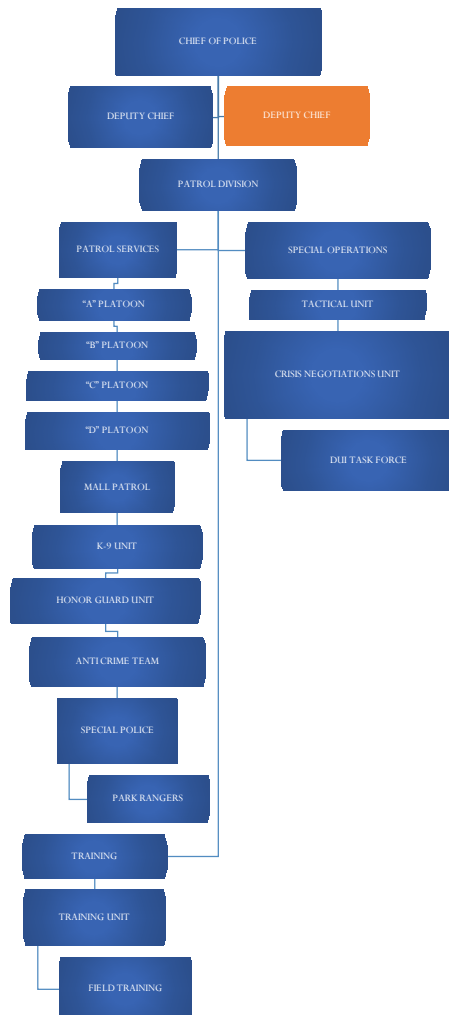 CHIEF OF POLICE
DEPUTY CHIEF
DEPUTY CHIEF
PATROL DIVISION
PATROL SERVICES
“A” PLATOON
“B” PLATOON
“C” PLATOON
“D” PLATOON
MALL PATROL
K-9 UNIT
HONOR GUARD UNIT
ANTI CRIME TEAM
SPECIAL POLICE
PARK RANGERS
SPECIAL OPERATIONS
TACTICAL UNIT
CRISIS NEGOTIATIONS UNIT
DUI TASK FORCE
TRAINING
TRAINING UNIT
FIELD TRAINING